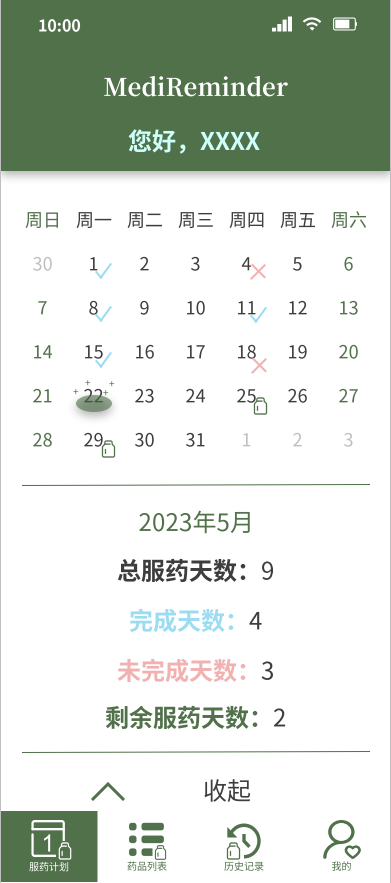 10:00
MediReminder
您好，XXXX
周日 周一 周二 周三 周四 周五 周六
30 1 2 3 4 5 6
7 8 9 10 11 12 13
14 15 16 17 18 19 20
21 22 23 24 25 26 27
28 29 30 31 1 2 3
2023年5月
总服药天数：9
完成天数：4
未完成天数：3
剩余服药天数：2
收起
1
服药计划 药品列表 历史记录 我的